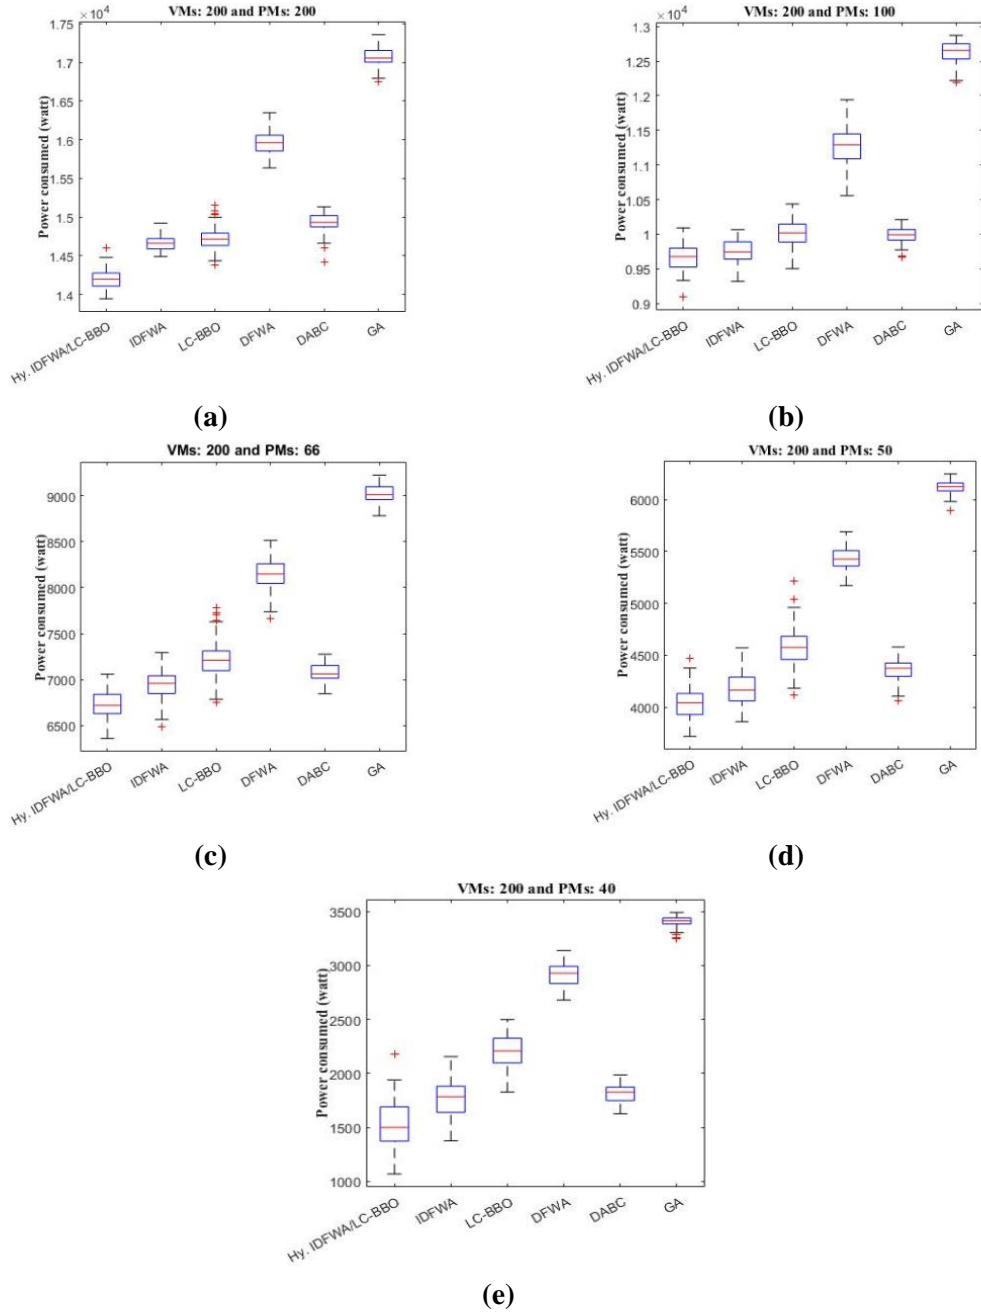 ×10⁴ VMs: 200 and PMs: 200
1.75
1.7
1.65
1.6
1.55
1.5
1.45
1.4
Power consumed (watt)
Hy. IDFWA/LC-BBO IDFWA LC-BBO DFWA DABC GA
(a)
×10⁴ VMs: 200 and PMs: 100
1.3
1.25
1.2
1.15
1.1
1.05
1
0.95
0.9
Power consumed (watt)
Hy. IDFWA/LC-BBO IDFWA LC-BBO DFWA DABC GA
(b)
VMs: 200 and PMs: 66
9000
8500
8000
7500
7000
6500
Power consumed (watt)
Hy. IDFWA/LC-BBO IDFWA LC-BBO DFWA DABC GA
(c)
VMs: 200 and PMs: 50
6000
5500
5000
4500
4000
Power consumed (watt)
Hy. IDFWA/LC-BBO IDFWA LC-BBO DFWA DABC GA
(d)
VMs: 200 and PMs: 40
3500
3000
2500
2000
1500
1000
Power consumed (watt)
Hy. IDFWA/LC-BBO IDFWA LC-BBO DFWA DABC GA
(e)